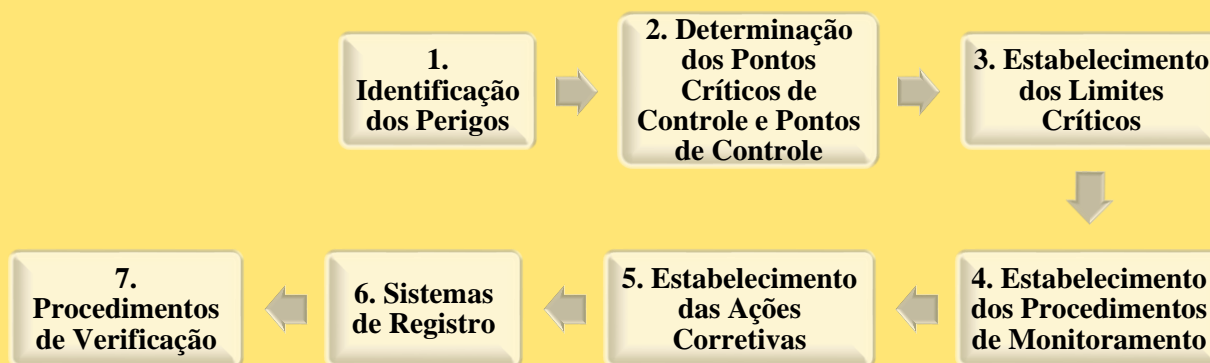 1.
Identificação
dos Perigos
2. Determinação
dos Pontos
Críticos de
Controle e Pontos
de Controle
3. Estabelecimento
dos Limites
Críticos
4. Estabelecimento
dos Procedimentos
de Monitoramento
5. Estabelecimento
das Ações
Corretivas
6. Sistemas
de Registro
7.
Procedimentos
de Verificação